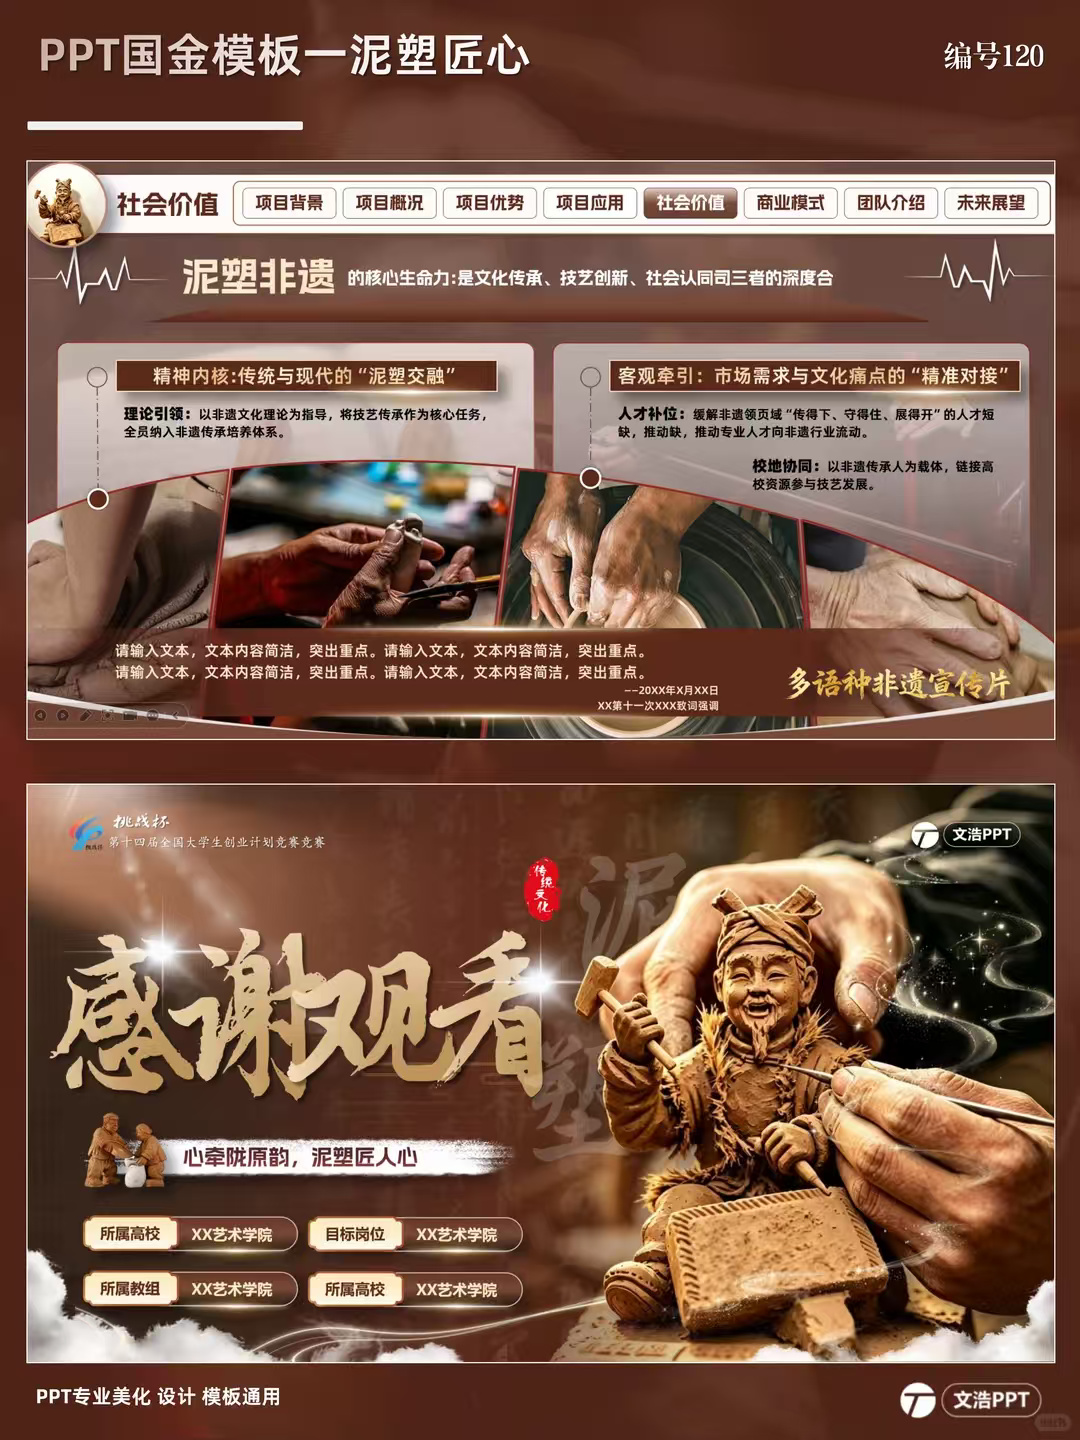 PPT国金模板一泥塑匠心
编号120
社会价值
项目背景 项目概况 项目优势 项目应用 社会价值 商业模式 团队介绍 未来展望
泥塑非遗 的核心生命力:是文化传承、技艺创新、社会认同司三者的深度合
精神内核:传统与现代的“泥塑交融”
理论引领：以非遗文化理论为指导，将技艺传承作为核心任务，
全员纳入非遗传承培养体系。
客观牵引：市场需求与文化痛点的“精准对接”
人才补位：缓解非遗领页域“传得下、守得住、展得开”的人才短
缺，推动缺，推动专业人才向非遗行业流动。
校地协同：以非遗传承人为载体，链接高
校资源参与技艺发展。
请输入文本，文本内容简洁，突出重点。请输入文本，文本内容简洁，突出重点。
请输入文本，文本内容简洁，突出重点。请输入文本，文本内容简洁，突出重点。
——20XX年X月XX日
XX第十一次XXX致词强调
多语种非遗宣传片
挑战杯
第十四届全国大学生创业计划竞赛竞赛
文浩PPT
传统文化
泥塑
感谢观看
心牵陇原韵，泥塑匠人心
所属高校 XX艺术学院 目标岗位 XX艺术学院
所属教组 XX艺术学院 所属高校 XX艺术学院
PPT专业美化 设计 模板通用
文浩PPT